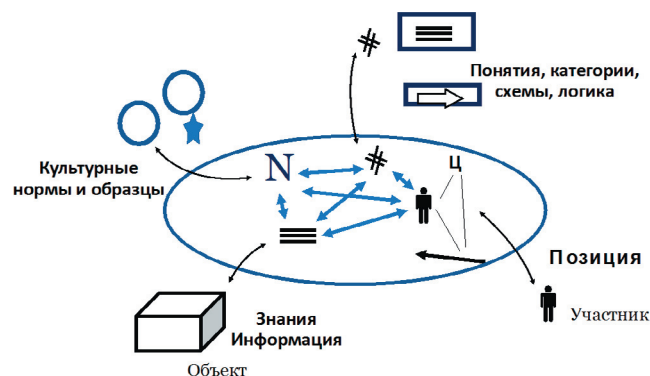 Понятия, категории,
схемы, логика
Культурные
нормы и образцы
N
Ц
Позиция
Участник
Знания
Информация
Объект